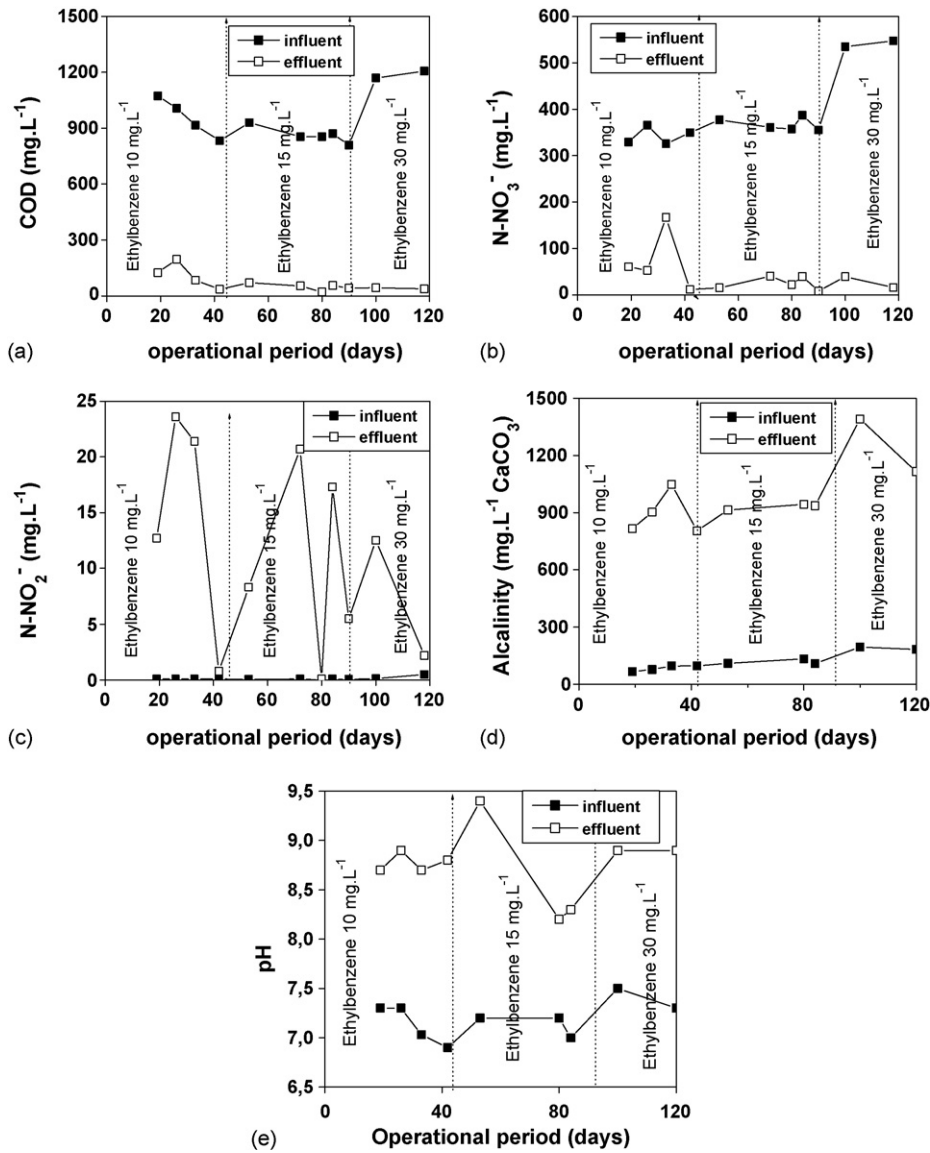 1500
1200
900
600
300
0
COD (mg.L⁻¹)
influent
effluent
Ethylbenzene 10 mg.L⁻¹
Ethylbenzene 15 mg.L⁻¹
Ethylbenzene 30 mg.L⁻¹
0 20 40 60 80 100 120
(a) operational period (days)
600
500
400
300
200
100
0
N-NO₃⁻ (mg.L⁻¹)
influent
effluent
Ethylbenzene 10 mg.L⁻¹
Ethylbenzene 15 mg.L⁻¹
Ethylbenzene 30 mg.L⁻¹
0 20 40 60 80 100 120
(b) operational period (days)
25
20
15
10
5
0
N-NO₂⁻ (mg.L⁻¹)
influent
effluent
Ethylbenzene 10 mg.L⁻¹
Ethylbenzene 15 mg.L⁻¹
Ethylbenzene 30 mg.L⁻¹
0 20 40 60 80 100 120
(c) operational period (days)
1500
1200
900
600
300
0
Alcalinity (mg.L⁻¹ CaCO₃)
influent
effluent
Ethylbenzene 10 mg.L⁻¹
Ethylbenzene 15 mg.L⁻¹
Ethylbenzene 30 mg.L⁻¹
0 20 40 60 80 100 120
(d) operational period (days)
9,5
9,0
8,5
8,0
7,5
7,0
6,5
pH
influent
effluent
Ethylbenzene 10 mg.L⁻¹
Ethylbenzene 15 mg.L⁻¹
Ethylbenzene 30 mg.L⁻¹
0 40 80 120
(e) Operational period (days)